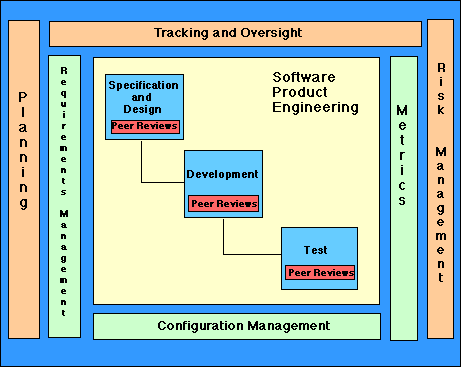 Tracking and Oversight
Planning
Requirements Management
Software
Product
Engineering
Specification
and
Design
Peer Reviews
Development
Peer Reviews
Test
Peer Reviews
Metrics
Risk Management
Configuration Management